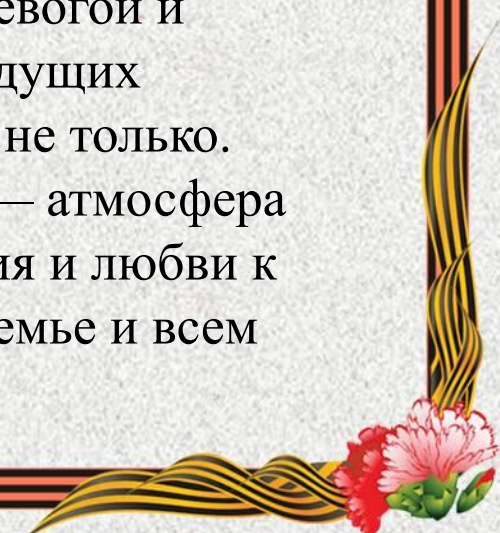 евогой и
дущих
не только.
— атмосфера
ия и любви к
емье и всем